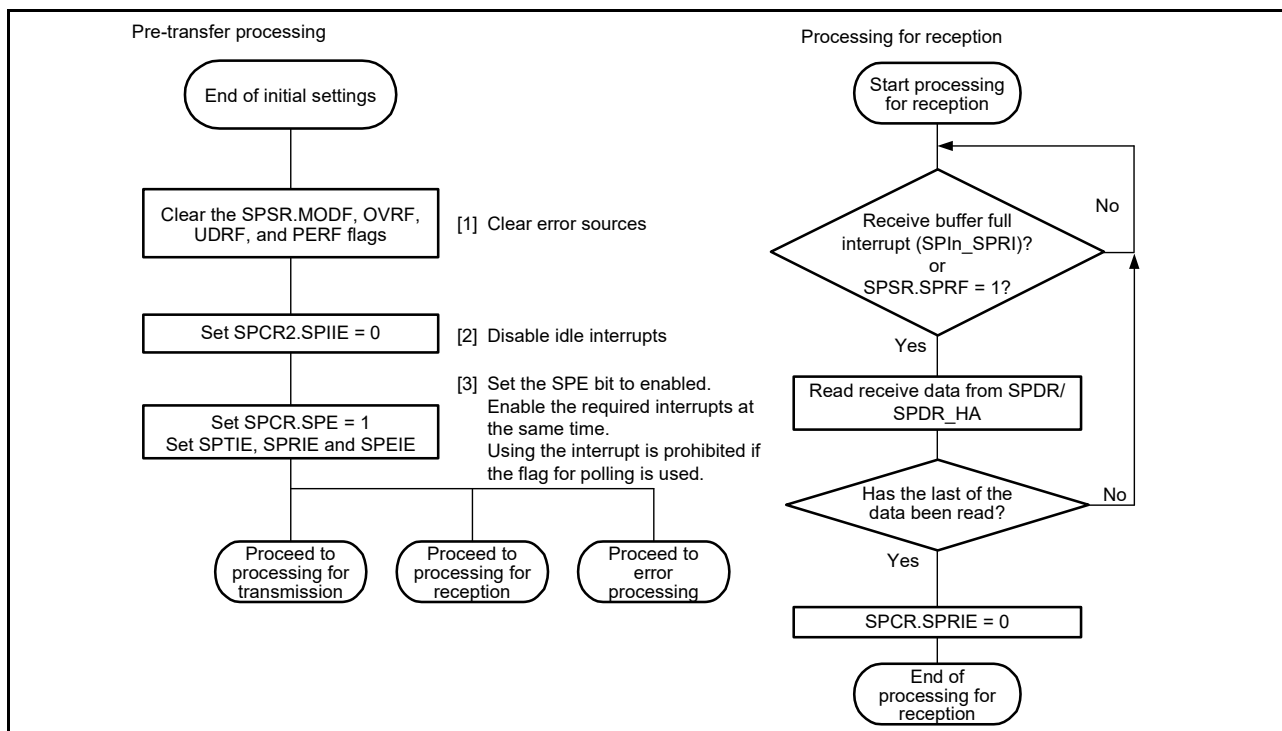 Pre-transfer processing
End of initial settings
Clear the SPSR.MODF, OVRF,
UDRF, and PERF flags
[1] Clear error sources
Set SPCR2.SPIIE = 0
[2] Disable idle interrupts
Set SPCR.SPE = 1
Set SPTIE, SPRIE and SPEIE
[3] Set the SPE bit to enabled.
Enable the required interrupts at
the same time.
Using the interrupt is prohibited if
the flag for polling is used.
Proceed to
processing for
transmission
Proceed to
processing for
reception
Proceed to
error
processing
Processing for reception
Start processing
for reception
Receive buffer full
interrupt (SPIn_SPRI)?
or
SPSR.SPRF = 1?
No
Yes
Read receive data from SPDR/
SPDR_HA
Has the last of the
data been read?
No
Yes
SPCR.SPRIE = 0
End of
processing for
reception